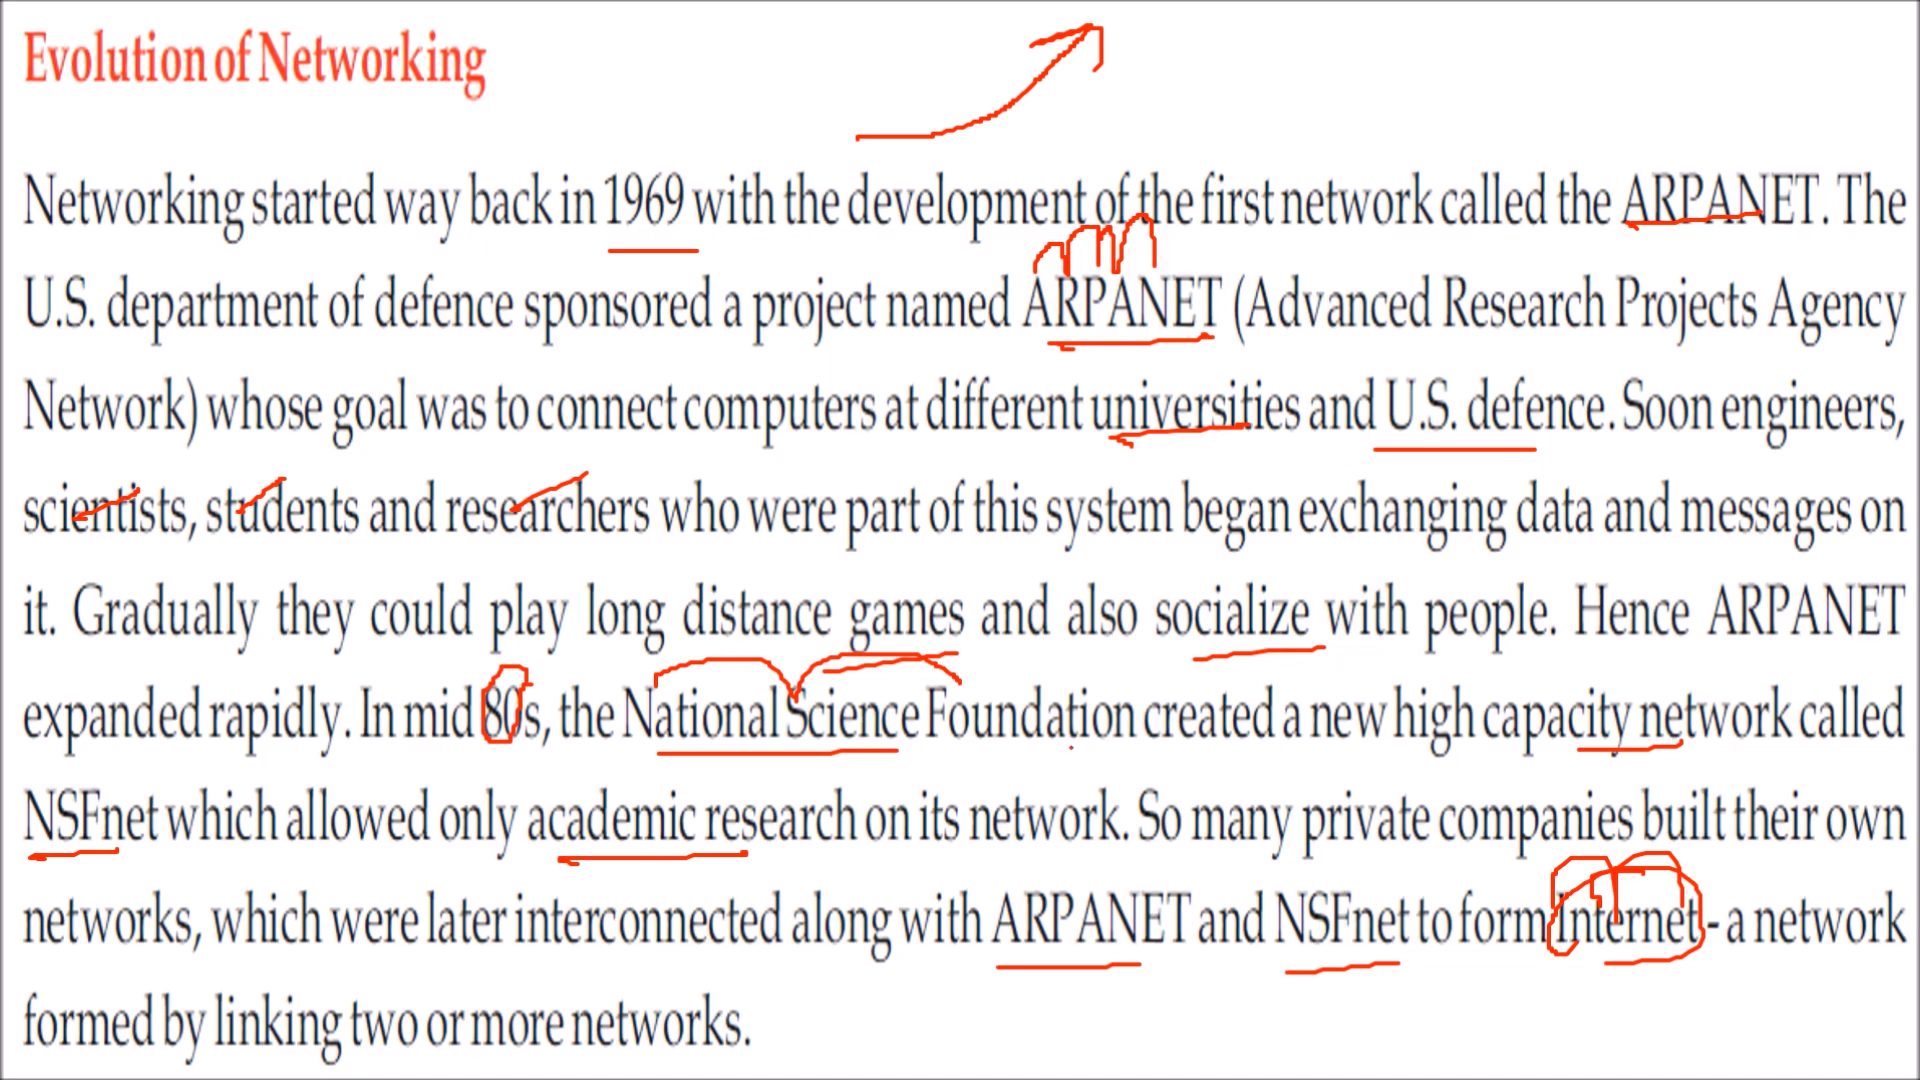 Evolution of Networking
Networking started way back in 1969 with the development of the first network called the ARPANET. The
U.S. department of defence sponsored a project named ARPANET (Advanced Research Projects Agency
Network) whose goal was to connect computers at different universities and U.S. defence. Soon engineers,
scientists, students and researchers who were part of this system began exchanging data and messages on
it. Gradually they could play long distance games and also socialize with people. Hence ARPANET
expanded rapidly. In mid 80s, the National Science Foundation created a new high capacity network called
NSFnet which allowed only academic research on its network. So many private companies built their own
networks, which were later interconnected along with ARPANET and NSFnet to form Internet - a network
formed by linking two or more networks.